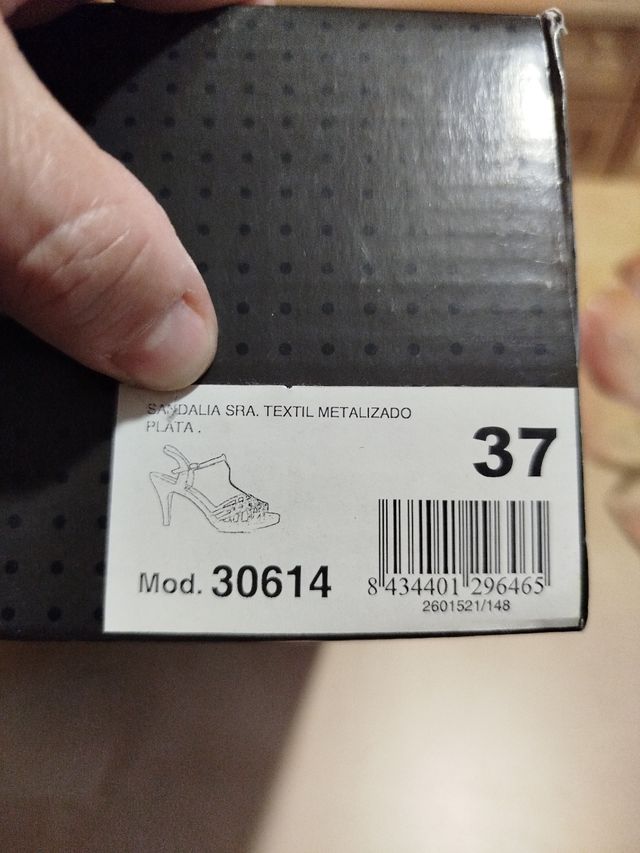 SANDALIA SRA. TEXTIL METALIZADO
PLATA .
37
Mod. 30614
8 434401 296465
2601521/148